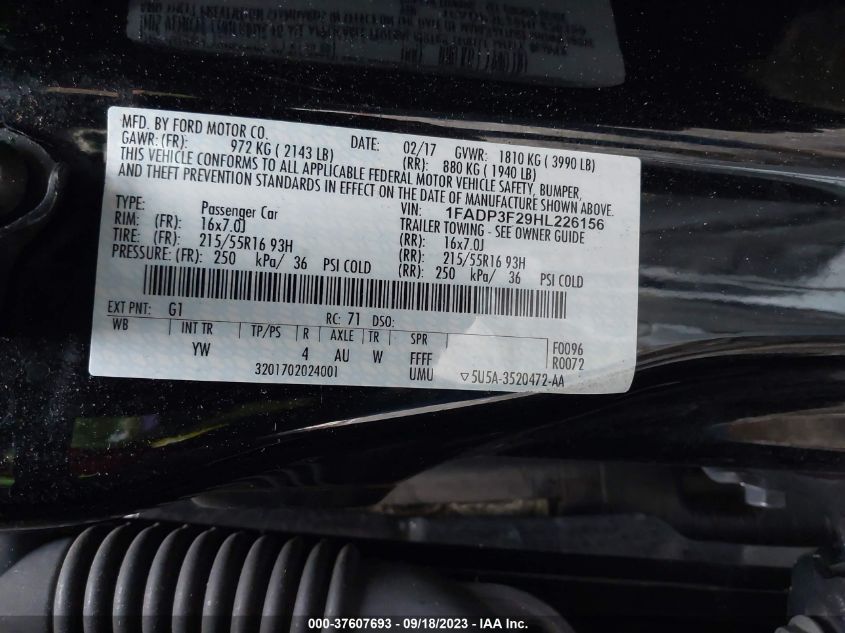 MFD. BY FORD MOTOR CO. DATE: 02/17 GVWR: 1810 KG ( 3990 LB)
GAWR: (FR): 972 KG ( 2143 LB) (RR): 880 KG ( 1940 LB)
THIS VEHICLE CONFORMS TO ALL APPLICABLE FEDERAL MOTOR VEHICLE SAFETY, BUMPER,
AND THEFT PREVENTION STANDARDS IN EFFECT ON THE DATE OF MANUFACTURE SHOWN ABOVE.
TYPE: Passenger Car VIN: 1FADP3F29HL226156
TRAILER TOWING - SEE OWNER GUIDE
RIM: (FR): 16x7.0J (RR): 16x7.0J
TIRE: (FR): 215/55R16 93H (RR): 215/55R16 93H
PRESSURE: (FR): 250 kPa/ 36 PSI COLD (RR): 250 kPa/ 36 PSI COLD
EXT PNT: G1 RC: 71 DSO:
WB INT TR TP/PS R AXLE TR SPR F0096
YW 4 AU W FFFF R0072
3201702024001 UMU ▽5U5A-3520472-AA
000-37607693 - 09/18/2023 - IAA Inc.